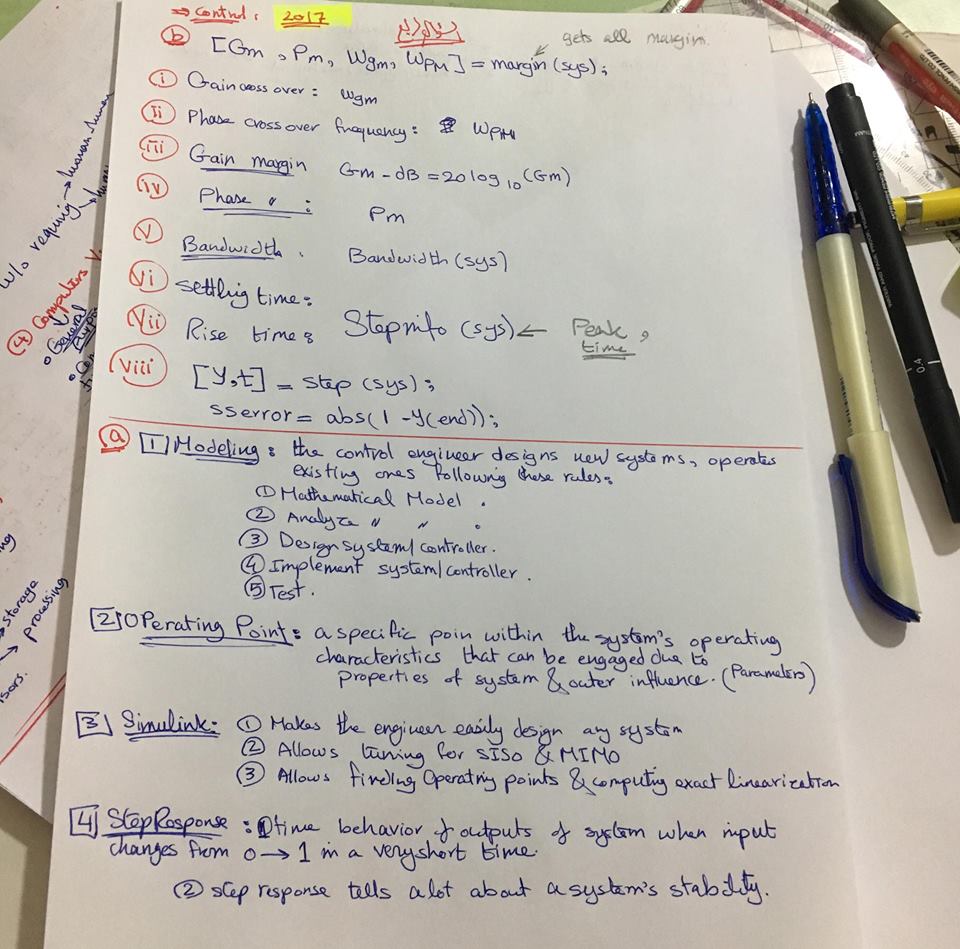 ⇒ Control: 2017
ⓑ [Gm , Pm, Wgm, WPM] = margin (sys) ;
gets all margins.
ⓘ Gain cross over : Wgm
ⓘⓘ Phase cross over frequency : WPM
iii Gain margin Gm - dB = 20 log 10 (Gm)
iv Phase 〃 : Pm
V Bandwidth . Bandwidth (sys)
Vi settling time :
Vii Rise time : Stepinfo (sys) ← Peak , time
Viii [Y,t] = step (sys) ;
sserror = abs(1 - Y(end));
ⓐ 1 Modeling : the control engineer designs new systems, operates
existing ones following these rules :
① Mathematical Model .
② Analyze 〃 〃 .
③ Design system/controller.
④ Implement system/controller .
⑤ Test .
2 Operating Point : a specific poin within the system's operating
characteristics that can be engaged due to
properties of system & outer influence. (Parameters)
3 Simulink : ① Makes the engineer easily design any system
② Allows tuning for SISO & MIMO
③ Allows finding Operating points & computing exact linearization
4 Step Response : ① time behavior of outputs of system when input
changes from 0 → 1 in a very short time.
② step response tells a lot about a system's stability.
w/o requiring → human
④ Computers
General
storage
→ processing
0.4